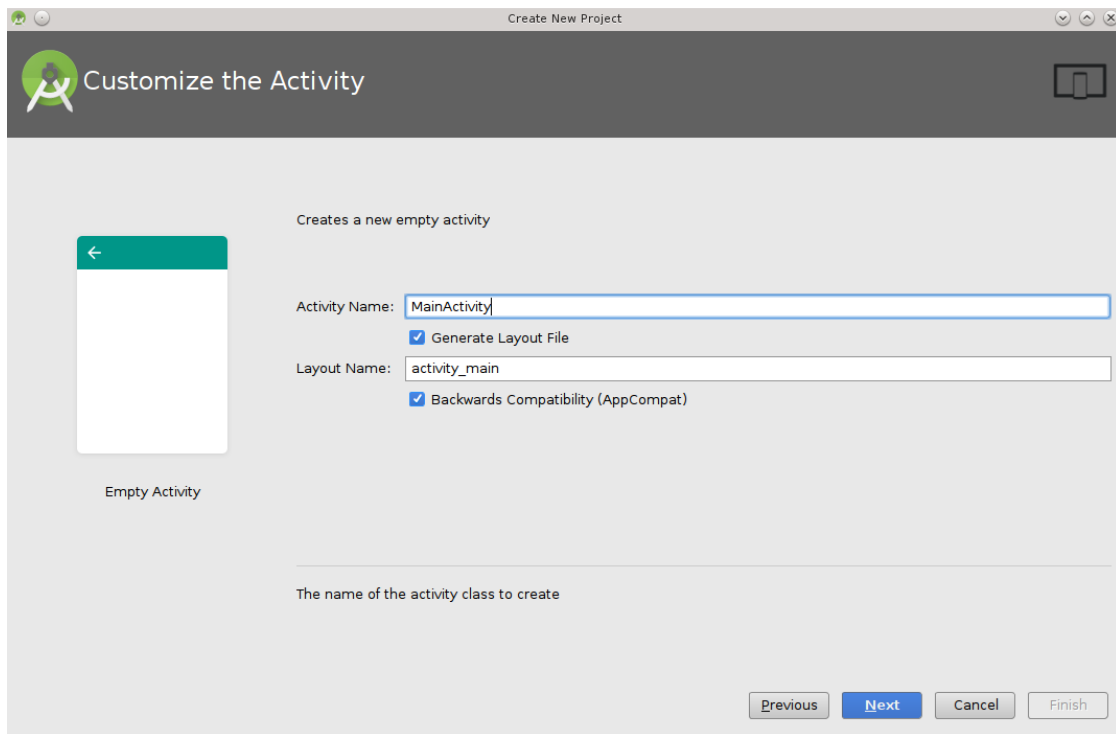 Create New Project
Customize the Activity
Creates a new empty activity
Activity Name: MainActivity
Generate Layout File
Layout Name: activity_main
Backwards Compatibility (AppCompat)
Empty Activity
The name of the activity class to create
Previous Next Cancel Finish